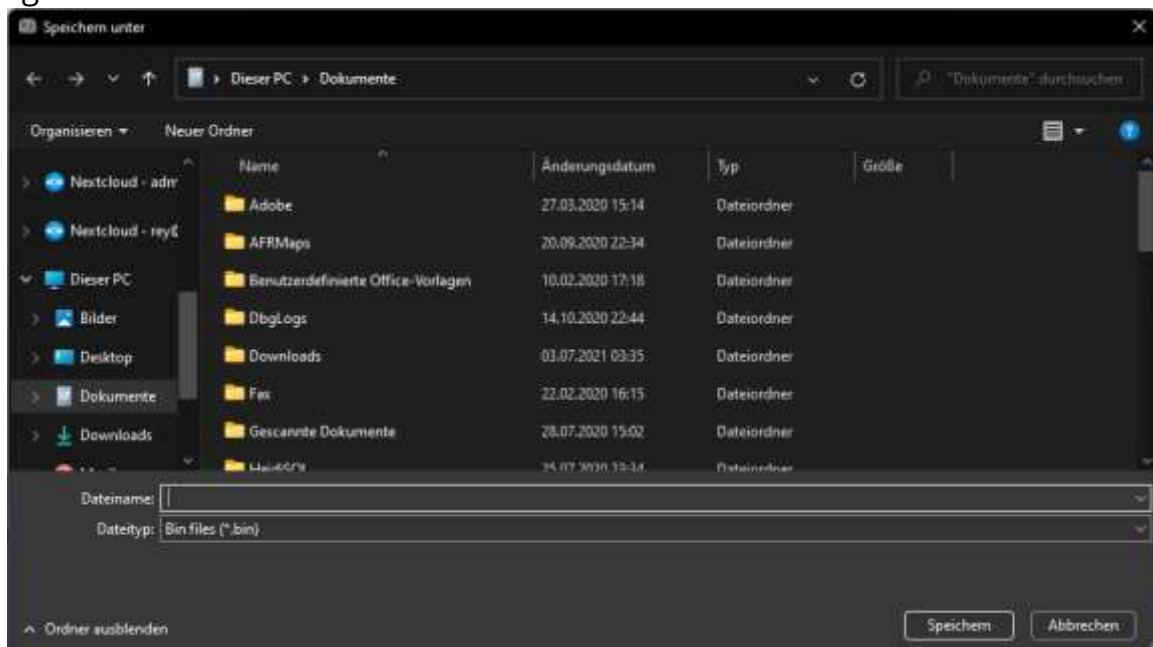 Speichern unter
Dieser PC › Dokumente
"Dokumente" durchsuchen
Organisieren
Neuer Ordner
Name Änderungsdatum Typ Größe
Nextcloud - adm
Nextcloud - rey@
Dieser PC
Bilder
Desktop
Dokumente
Downloads
Adobe 27.03.2020 15:14 Dateiordner
AFRMaps 20.09.2020 22:34 Dateiordner
Benutzerdefinierte Office-Vorlagen 10.02.2020 17:18 Dateiordner
DbgLogs 14.10.2020 22:44 Dateiordner
Downloads 03.07.2021 03:35 Dateiordner
Fax 22.02.2020 16:15 Dateiordner
Gescannte Dokumente 28.07.2020 15:02 Dateiordner
HeidiSQL Dateiordner
Dateiname:
Dateityp: Bin files (*.bin)
Ordner ausblenden
Speichern
Abbrechen